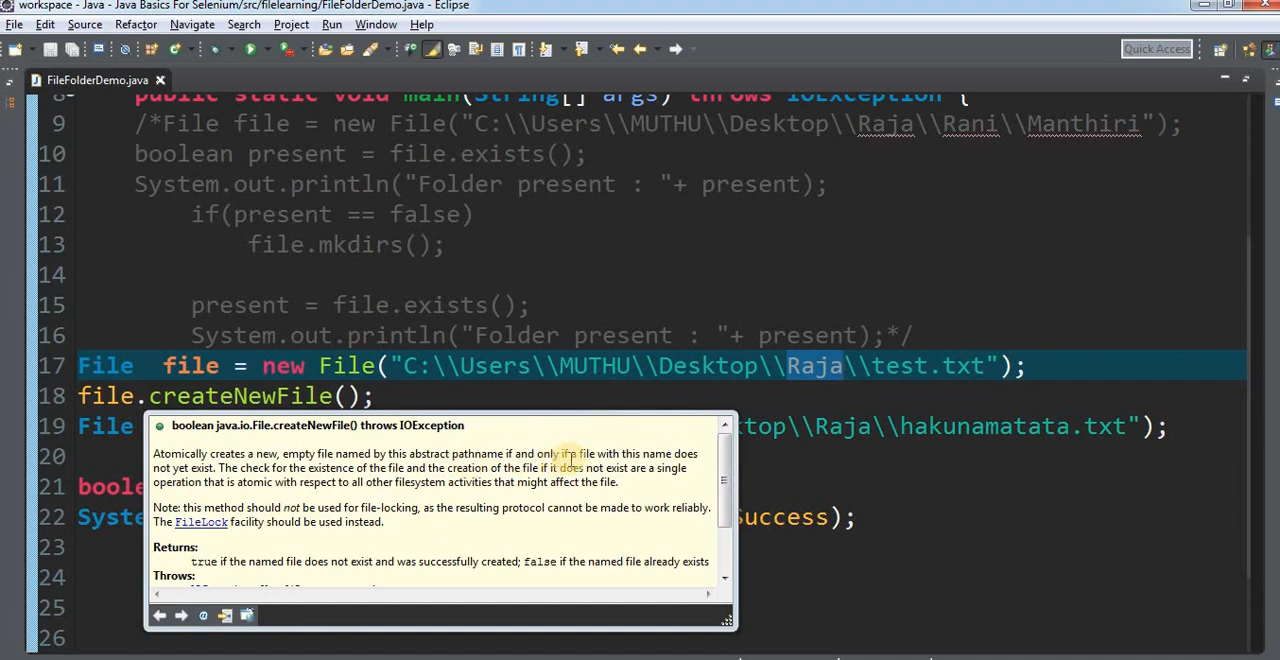 workspace - Java - Java Basics For Selenium/src/filelearning/FileFolderDemo.java - Eclipse
File Edit Source Refactor Navigate Search Project Run Window Help
Quick Access
FileFolderDemo.java
8 public static void main(String[] args) throws IOException {
9 /*File file = new File("C:\\Users\\MUTHU\\Desktop\\Raja\\Rani\\Manthiri");
10 boolean present = file.exists();
11 System.out.println("Folder present : "+ present);
12 if(present == false)
13 file.mkdirs();
14
15 present = file.exists();
16 System.out.println("Folder present : "+ present);*/
17 File file = new File("C:\\Users\\MUTHU\\Desktop\\Raja\\test.txt");
18 file.createNewFile();
boolean java.io.File.createNewFile() throws IOException
19 File ktop\\Raja\\hakunamatata.txt");
Atomically creates a new, empty file named by this abstract pathname if and only if a file with this name does
not yet exist. The check for the existence of the file and the creation of the file if it does not exist are a single
operation that is atomic with respect to all other filesystem activities that might affect the file.
20
21 boole
Note: this method should not be used for file-locking, as the resulting protocol cannot be made to work reliably.
The FileLock facility should be used instead.
22 Syste Success);
Returns:
23
true if the named file does not exist and was successfully created; false if the named file already exists
Throws:
24
25
26